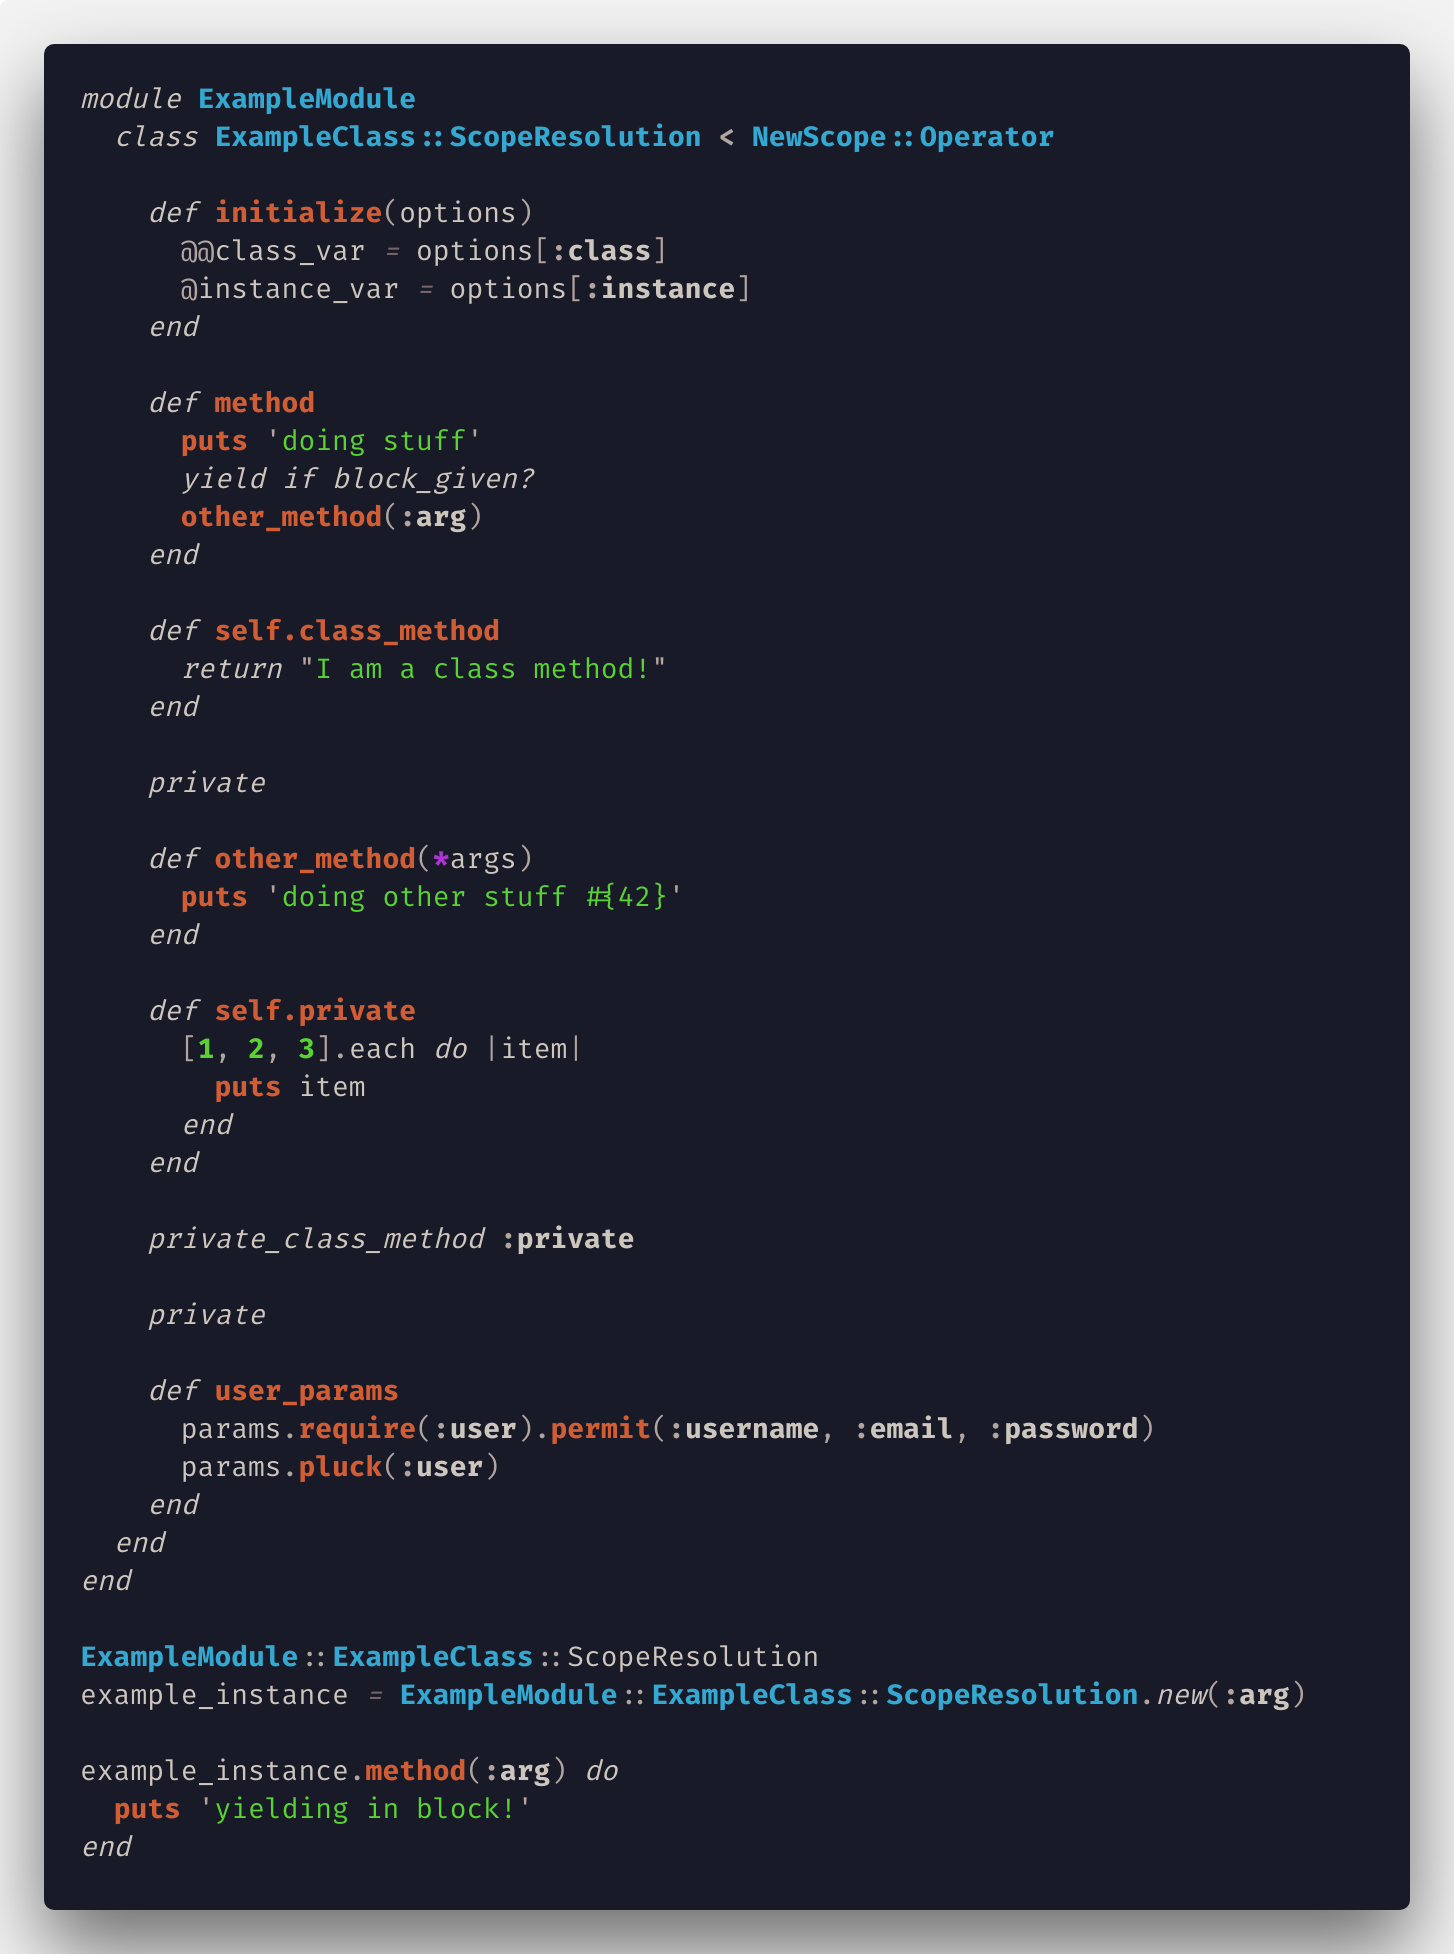 module ExampleModule
  class ExampleClass::ScopeResolution < NewScope::Operator

    def initialize(options)
      @@class_var = options[:class]
      @instance_var = options[:instance]
    end

    def method
      puts 'doing stuff'
      yield if block_given?
      other_method(:arg)
    end

    def self.class_method
      return "I am a class method!"
    end

    private

    def other_method(*args)
      puts 'doing other stuff #{42}'
    end

    def self.private
      [1, 2, 3].each do |item|
        puts item
      end
    end

    private_class_method :private

    private

    def user_params
      params.require(:user).permit(:username, :email, :password)
      params.pluck(:user)
    end
  end
end

ExampleModule::ExampleClass::ScopeResolution
example_instance = ExampleModule::ExampleClass::ScopeResolution.new(:arg)

example_instance.method(:arg) do
  puts 'yielding in block!'
end